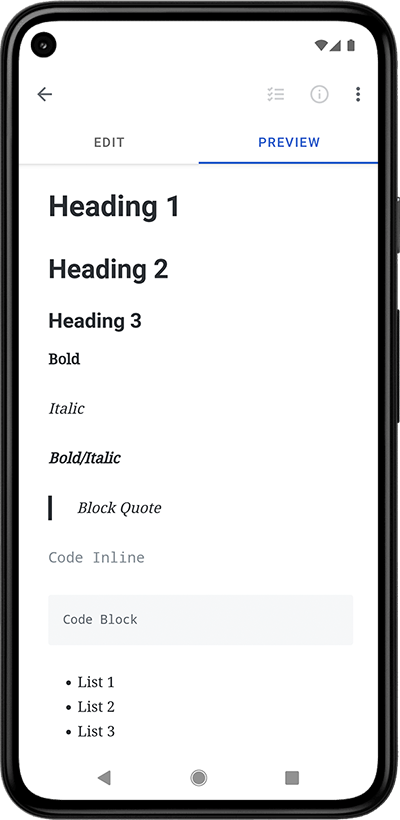 EDIT PREVIEW
Heading 1
Heading 2
Heading 3
Bold
Italic
Bold/Italic
Block Quote
Code Inline
Code Block
• List 1
• List 2
• List 3